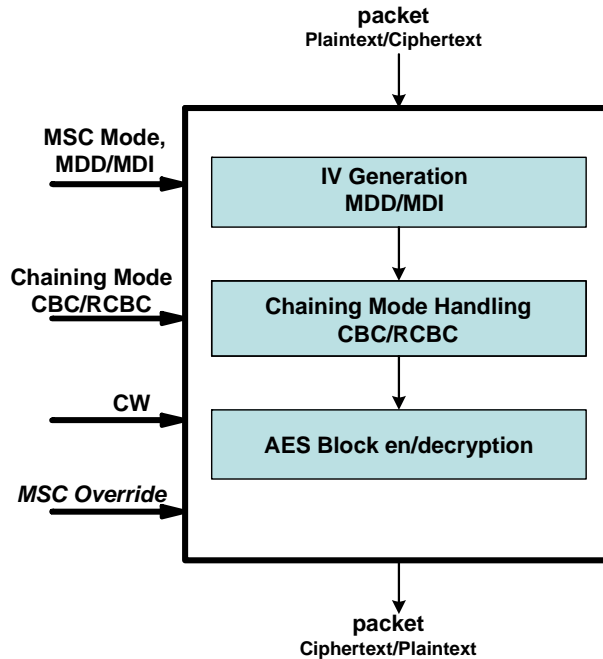 packet
Plaintext/Ciphertext
MSC Mode,
MDD/MDI
IV Generation
MDD/MDI
Chaining Mode
CBC/RCBC
Chaining Mode Handling
CBC/RCBC
CW
AES Block en/decryption
MSC Override
packet
Ciphertext/Plaintext